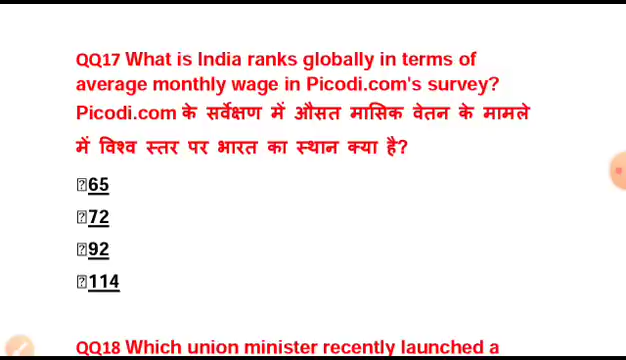 QQ17 What is India ranks globally in terms of
average monthly wage in Picodi.com's survey?
Picodi.com के सर्वेक्षण में औसत मासिक वेतन के मामले
में विश्व स्तर पर भारत का स्थान क्या है?
65
72
92
114
QQ18 Which union minister recently launched a